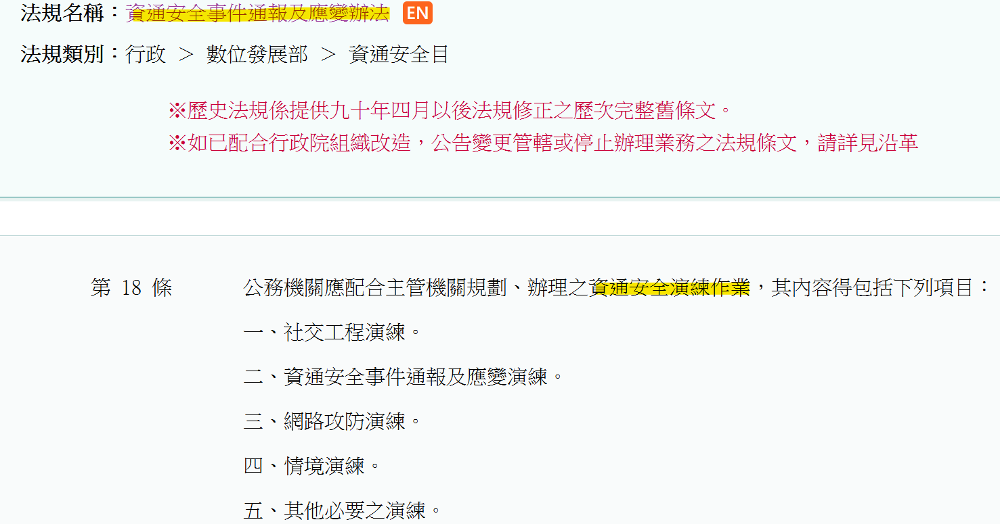 法規名稱：資通安全事件通報及應變辦法 EN
法規類別：行政 ＞ 數位發展部 ＞ 資通安全目
※歷史法規係提供九十年四月以後法規修正之歷次完整舊條文。
※如已配合行政院組織改造，公告變更管轄或停止辦理業務之法規條文，請詳見沿革
第 18 條 公務機關應配合主管機關規劃、辦理之資通安全演練作業，其內容得包括下列項目：
一、社交工程演練。
二、資通安全事件通報及應變演練。
三、網路攻防演練。
四、情境演練。
五、其他必要之演練。